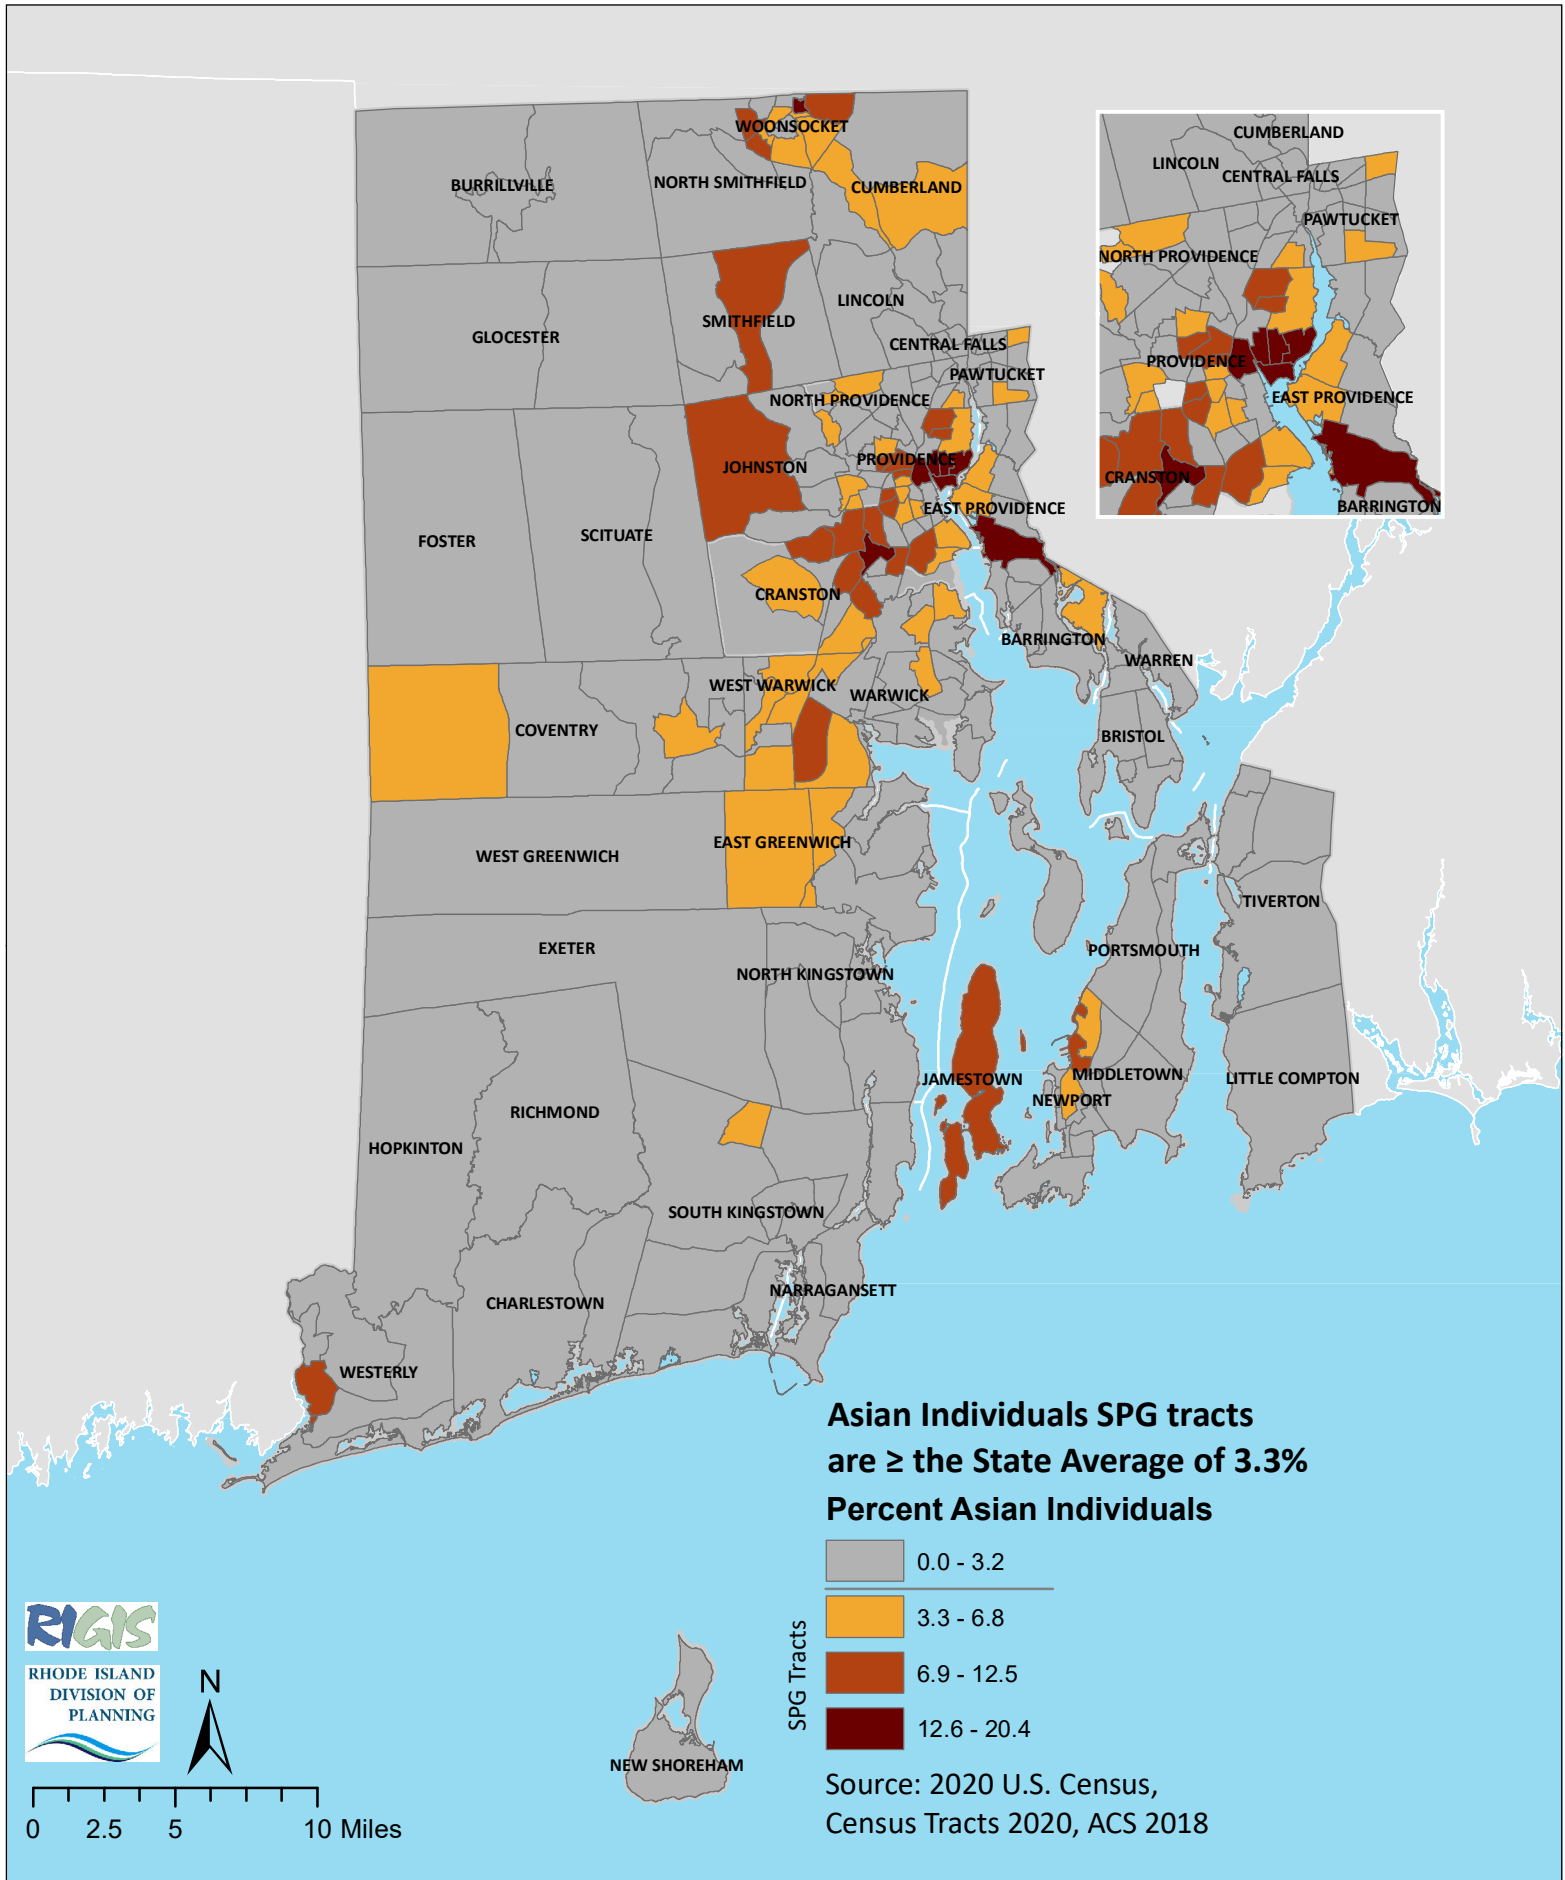 WOONSOCKET
BURRILLVILLE
NORTH SMITHFIELD
CUMBERLAND
SMITHFIELD
LINCOLN
GLOCESTER
CENTRAL FALLS
PAWTUCKET
NORTH PROVIDENCE
JOHNSTON
PROVIDENCE
EAST PROVIDENCE
FOSTER
SCITUATE
CRANSTON
BARRINGTON
WARREN
WEST WARWICK
WARWICK
COVENTRY
BRISTOL
WEST GREENWICH
EAST GREENWICH
TIVERTON
EXETER
NORTH KINGSTOWN
PORTSMOUTH
JAMESTOWN
MIDDLETOWN
LITTLE COMPTON
NEWPORT
RICHMOND
HOPKINTON
SOUTH KINGSTOWN
NARRAGANSETT
CHARLESTOWN
WESTERLY
NEW SHOREHAM
CUMBERLAND
LINCOLN
CENTRAL FALLS
PAWTUCKET
NORTH PROVIDENCE
PROVIDENCE
EAST PROVIDENCE
CRANSTON
BARRINGTON
Asian Individuals SPG tracts
are ≥ the State Average of 3.3%
Percent Asian Individuals
0.0 - 3.2
3.3 - 6.8
6.9 - 12.5
12.6 - 20.4
SPG Tracts
Source: 2020 U.S. Census,
Census Tracts 2020, ACS 2018
RIGIS
RHODE ISLAND
DIVISION OF
PLANNING
N
0 2.5 5 10 Miles